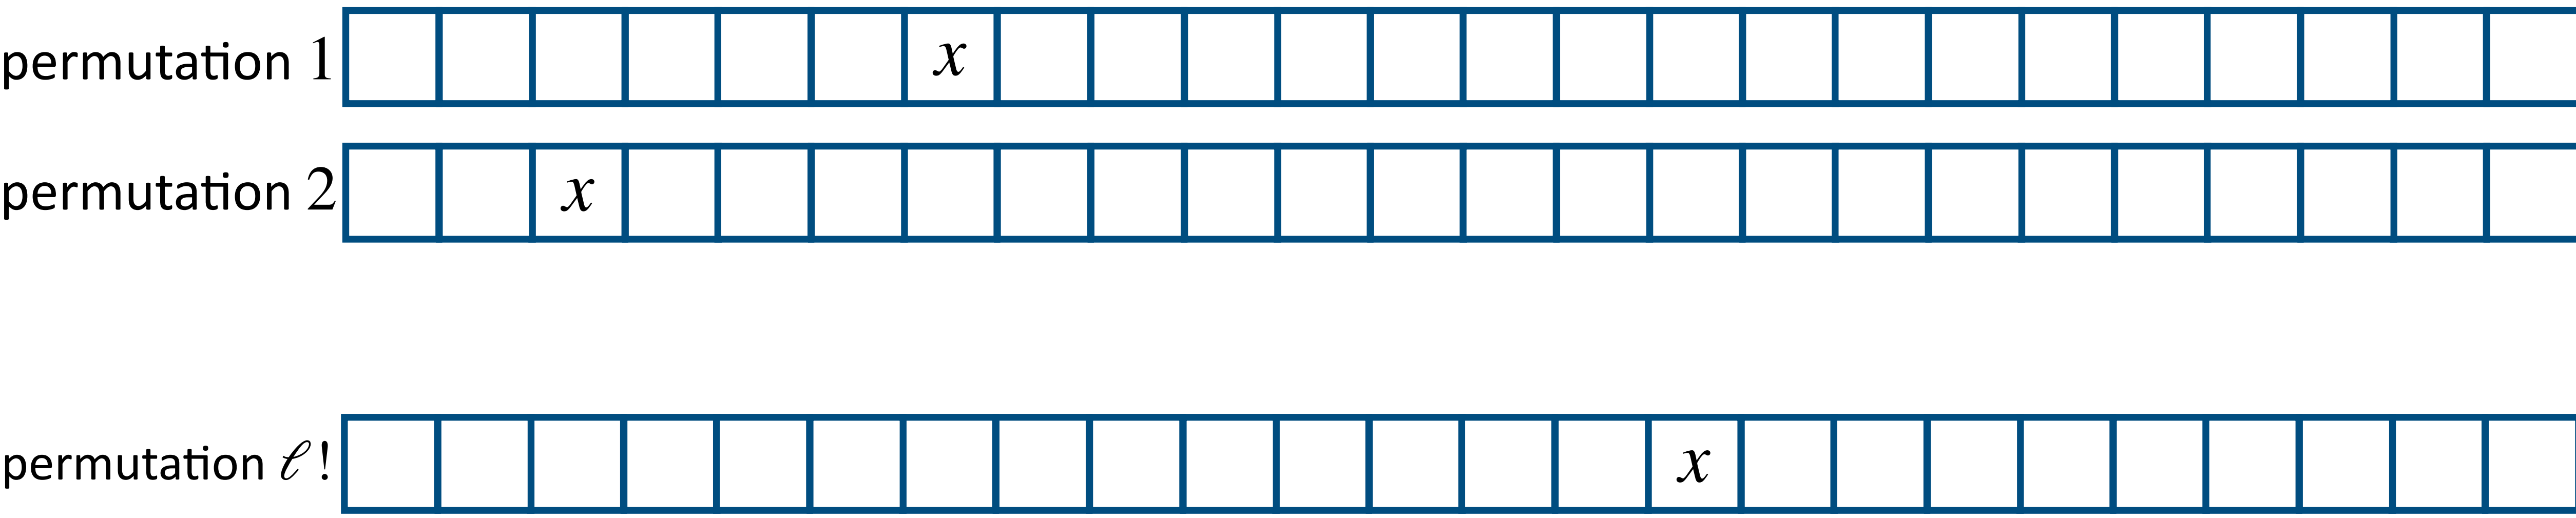 permutation 1 x
permutation 2 x
permutation ℓ! x